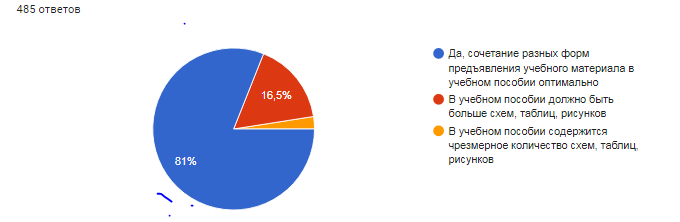 485 ответов
Да, сочетание разных форм
предъявления учебного материала в
учебном пособии оптимально
16,5%
В учебном пособии должно быть
больше схем, таблиц, рисунков
В учебном пособии содержится
чрезмерное количество схем, таблиц,
рисунков
81%